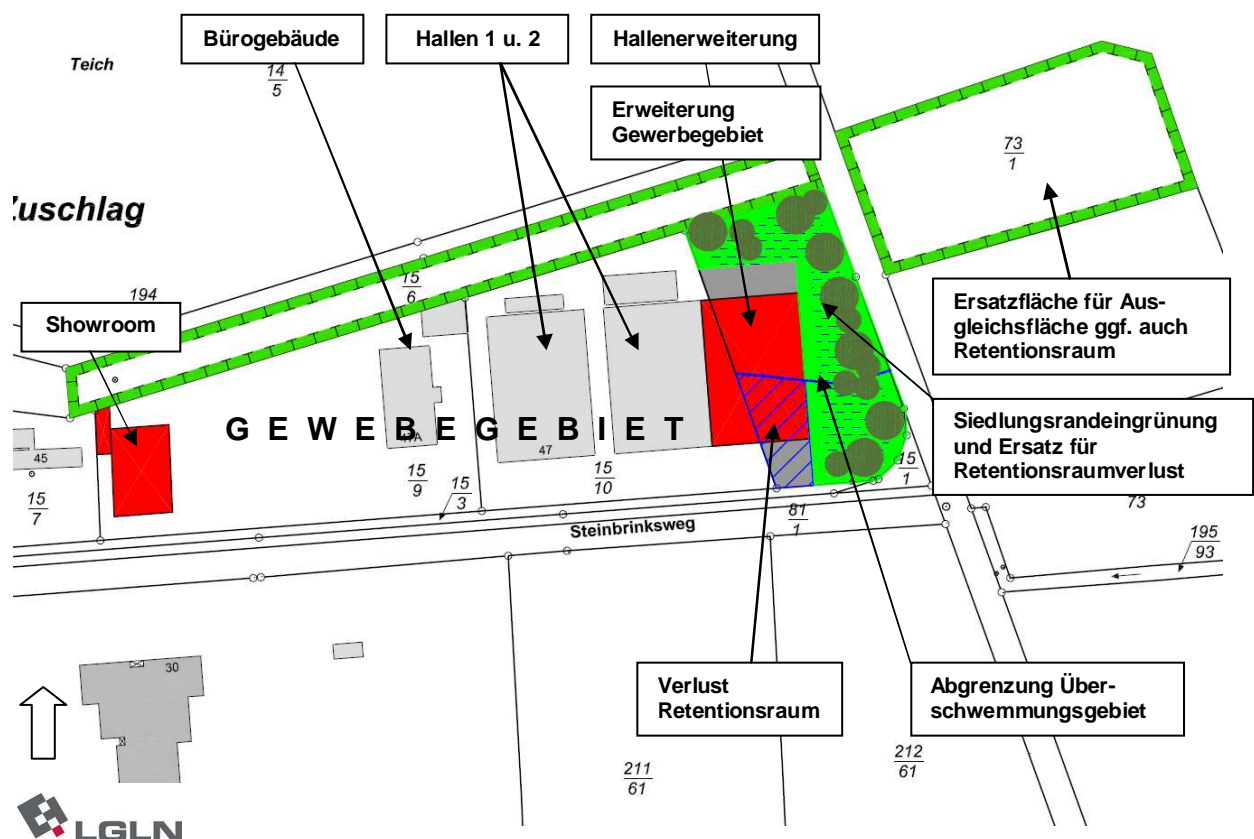 Bürogebäude
Hallen 1 u. 2
Hallenerweiterung
Teich
14
5
Erweiterung
Gewerbegebiet
73
1
Zuschlag
194
15
6
Showroom
Ersatzfläche für Aus-
gleichsfläche ggf. auch
Retentionsraum
G E W E B E G E B I E T
47A
45
47
15
7
15
9
15
3
15
10
15
1
Siedlungsrandeingrünung
und Ersatz für
Retentionsraumverlust
Steinbrinksweg
81
1
73
195
93
30
Verlust
Retentionsraum
Abgrenzung Über-
schwemmungsgebiet
211
61
212
61
LGLN